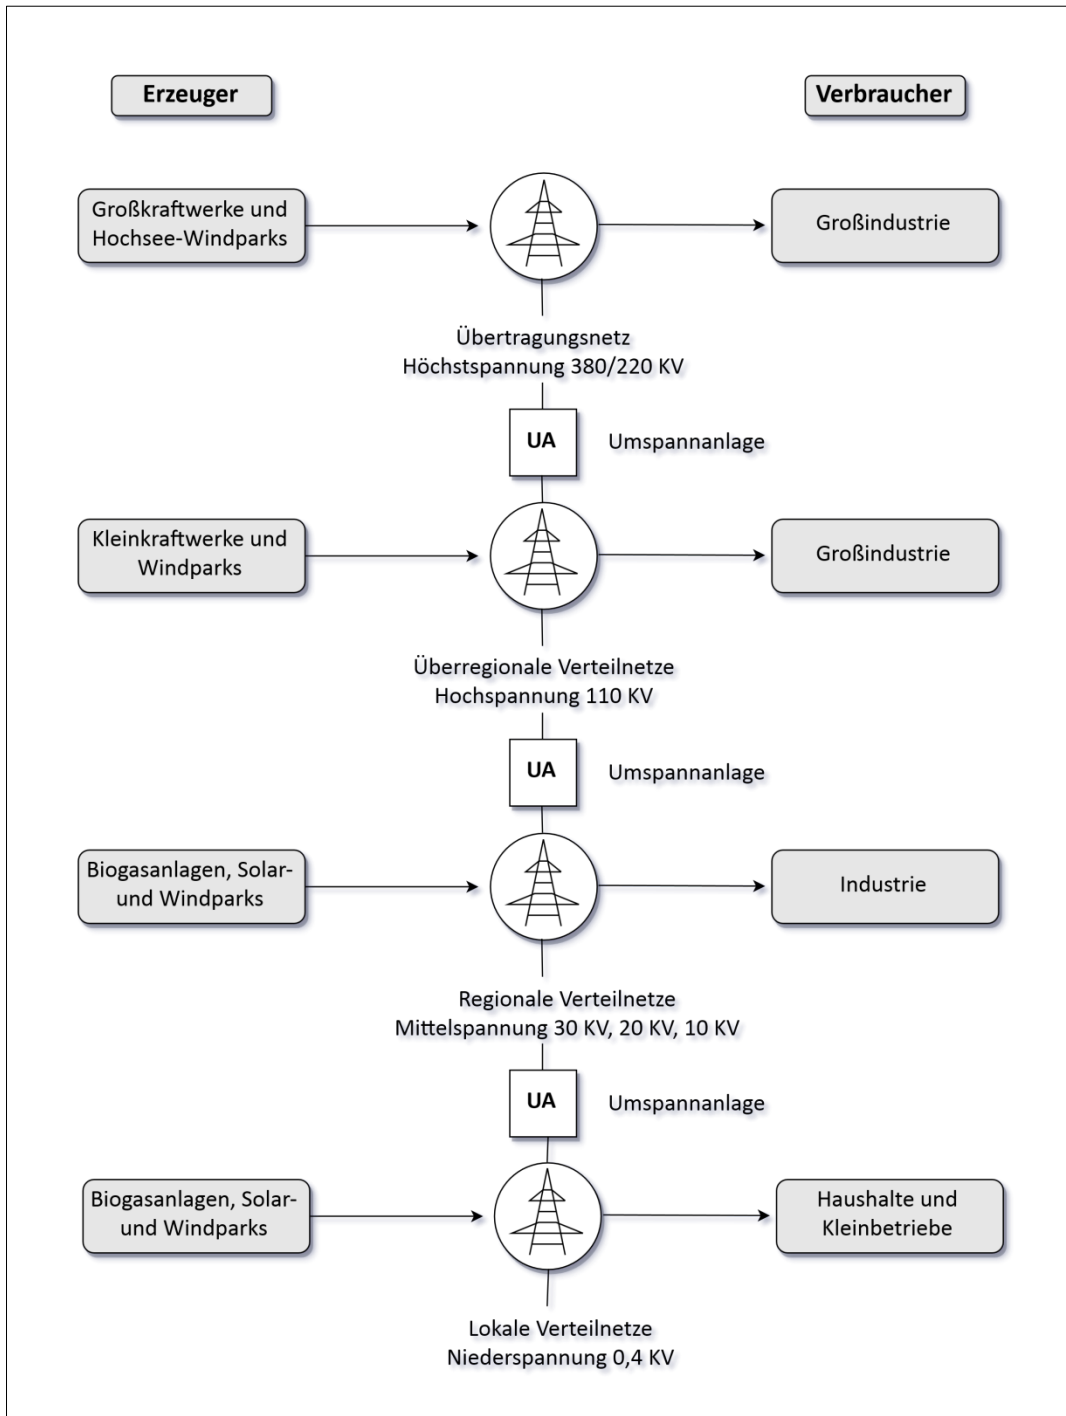 Erzeuger
Verbraucher
Großkraftwerke und
Hochsee-Windparks
Großindustrie
Übertragungsnetz
Höchstspannung 380/220 KV
UA
Umspannanlage
Kleinkraftwerke und
Windparks
Großindustrie
Überregionale Verteilnetze
Hochspannung 110 KV
UA
Umspannanlage
Biogasanlagen, Solar-
und Windparks
Industrie
Regionale Verteilnetze
Mittelspannung 30 KV, 20 KV, 10 KV
UA
Umspannanlage
Biogasanlagen, Solar-
und Windparks
Haushalte und
Kleinbetriebe
Lokale Verteilnetze
Niederspannung 0,4 KV